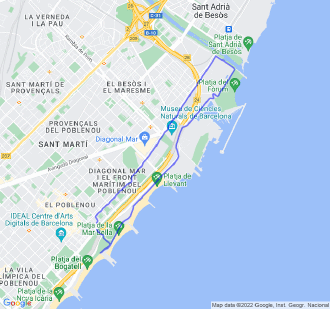 LA VERNEDA
I LA PAU
Sant Adrià
de Besòs
C-31
B-10
Rambla de Prim
Platja de
Sant Adrià
de Besòs
EL BESÒS I
EL MARESME
SANT MARTÍ DE
PROVENÇALS
Platja del
Fòrum
PROVENÇALS
DEL POBLENOU
Museu de Ciències
Naturals de Barcelona
SANT MARTÍ
Diagonal Mar
Avinguda Diagonal
DIAGONAL MAR
I EL FRONT
MARÍTIM DEL
POBLENOU
Platja de
Llevant
EL POBLENOU
IDEAL Centre d'Arts
Digitals de Barcelona
Platja de la
Mar Bella
Platja del
Bogatell
LA VILA
OLÍMPICA DEL
POBLENOU
Platja de la
Nova Icària
Google
Map data ©2022 Google, Inst. Geogr. Nacional